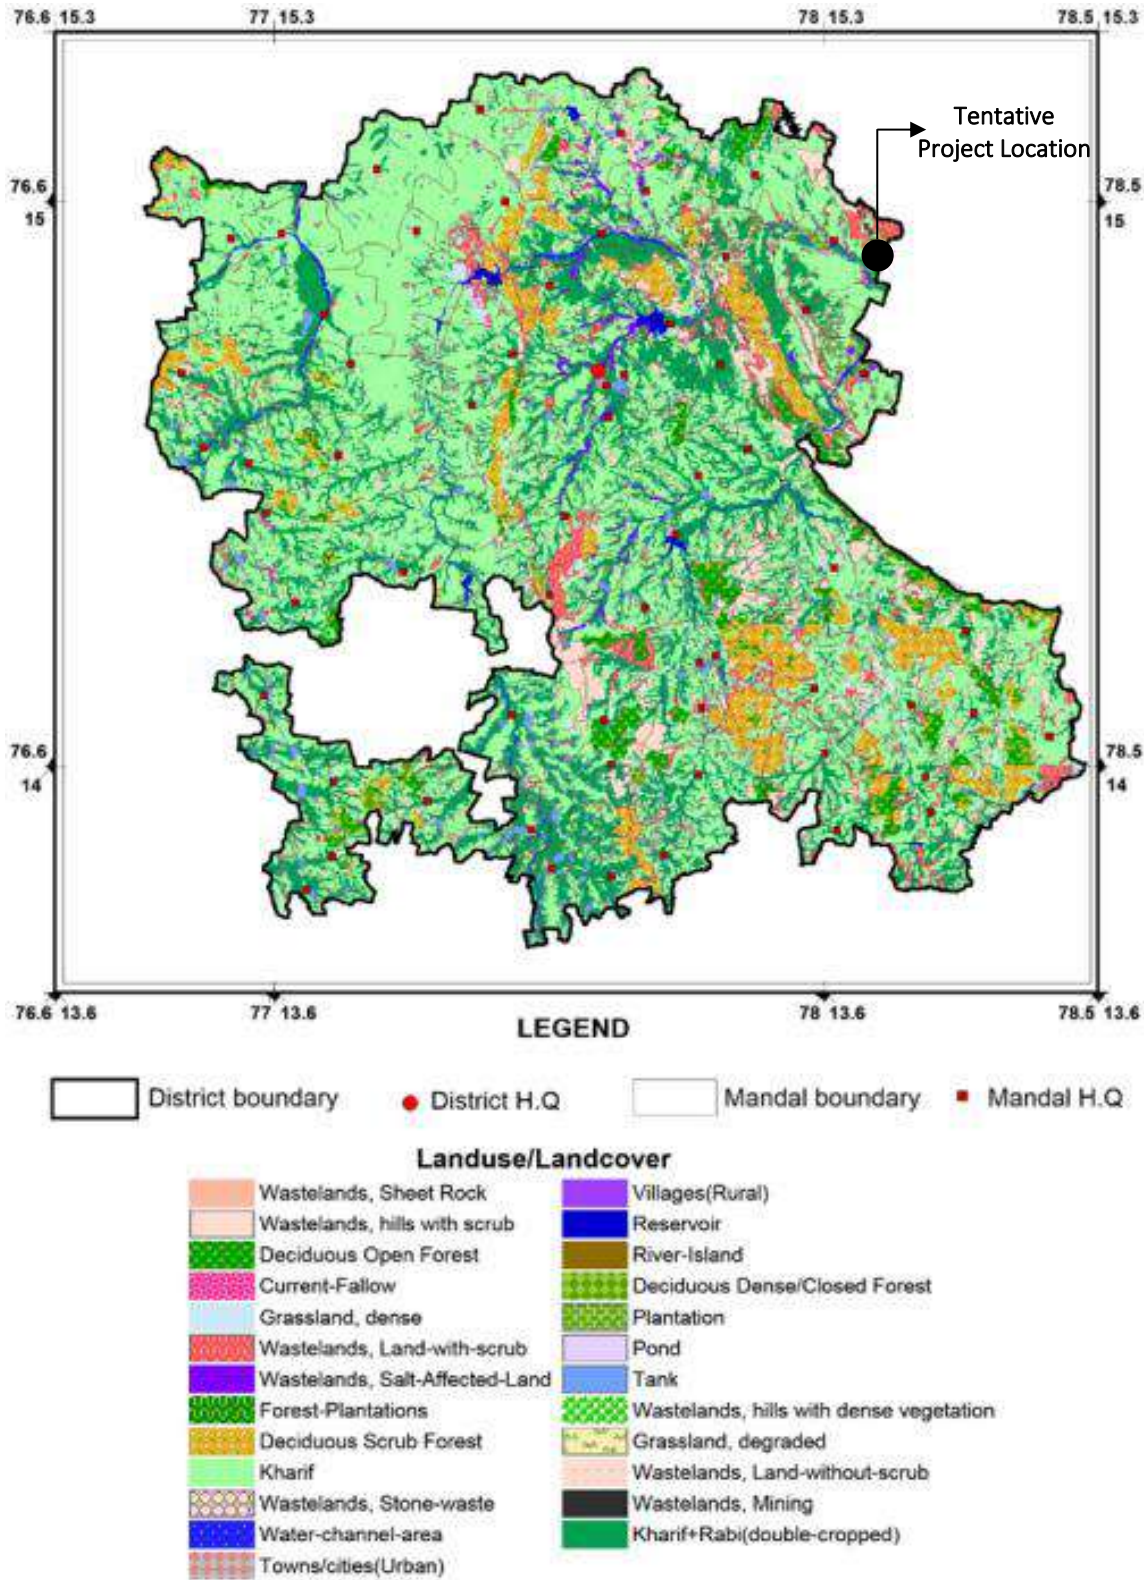 76.6 15.3 77 15.3 78 15.3 78.5 15.3
Tentative
Project Location
76.6
15
78.5
15
76.6
14
78.5
14
76.6 13.6 77 13.6 78 13.6 78.5 13.6
LEGEND
District boundary District H.Q Mandal boundary Mandal H.Q
Landuse/Landcover
Wastelands, Sheet Rock Villages(Rural)
Wastelands, hills with scrub Reservoir
Deciduous Open Forest River-Island
Current-Fallow Deciduous Dense/Closed Forest
Grassland, dense Plantation
Wastelands, Land-with-scrub Pond
Wastelands, Salt-Affected-Land Tank
Forest-Plantations Wastelands, hills with dense vegetation
Deciduous Scrub Forest Grassland, degraded
Kharif Wastelands, Land-without-scrub
Wastelands, Stone-waste Wastelands, Mining
Water-channel-area Kharif+Rabi(double-cropped)
Towns/cities(Urban)